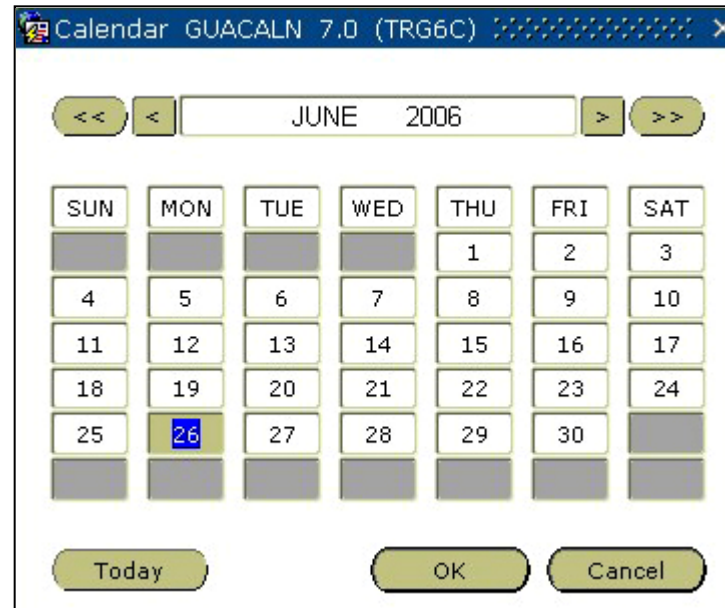 Calendar GUACALN 7.0 (TRG6C)
<< < JUNE 2006 > >>
SUN MON TUE WED THU FRI SAT
1 2 3
4 5 6 7 8 9 10
11 12 13 14 15 16 17
18 19 20 21 22 23 24
25 26 27 28 29 30
Today OK Cancel